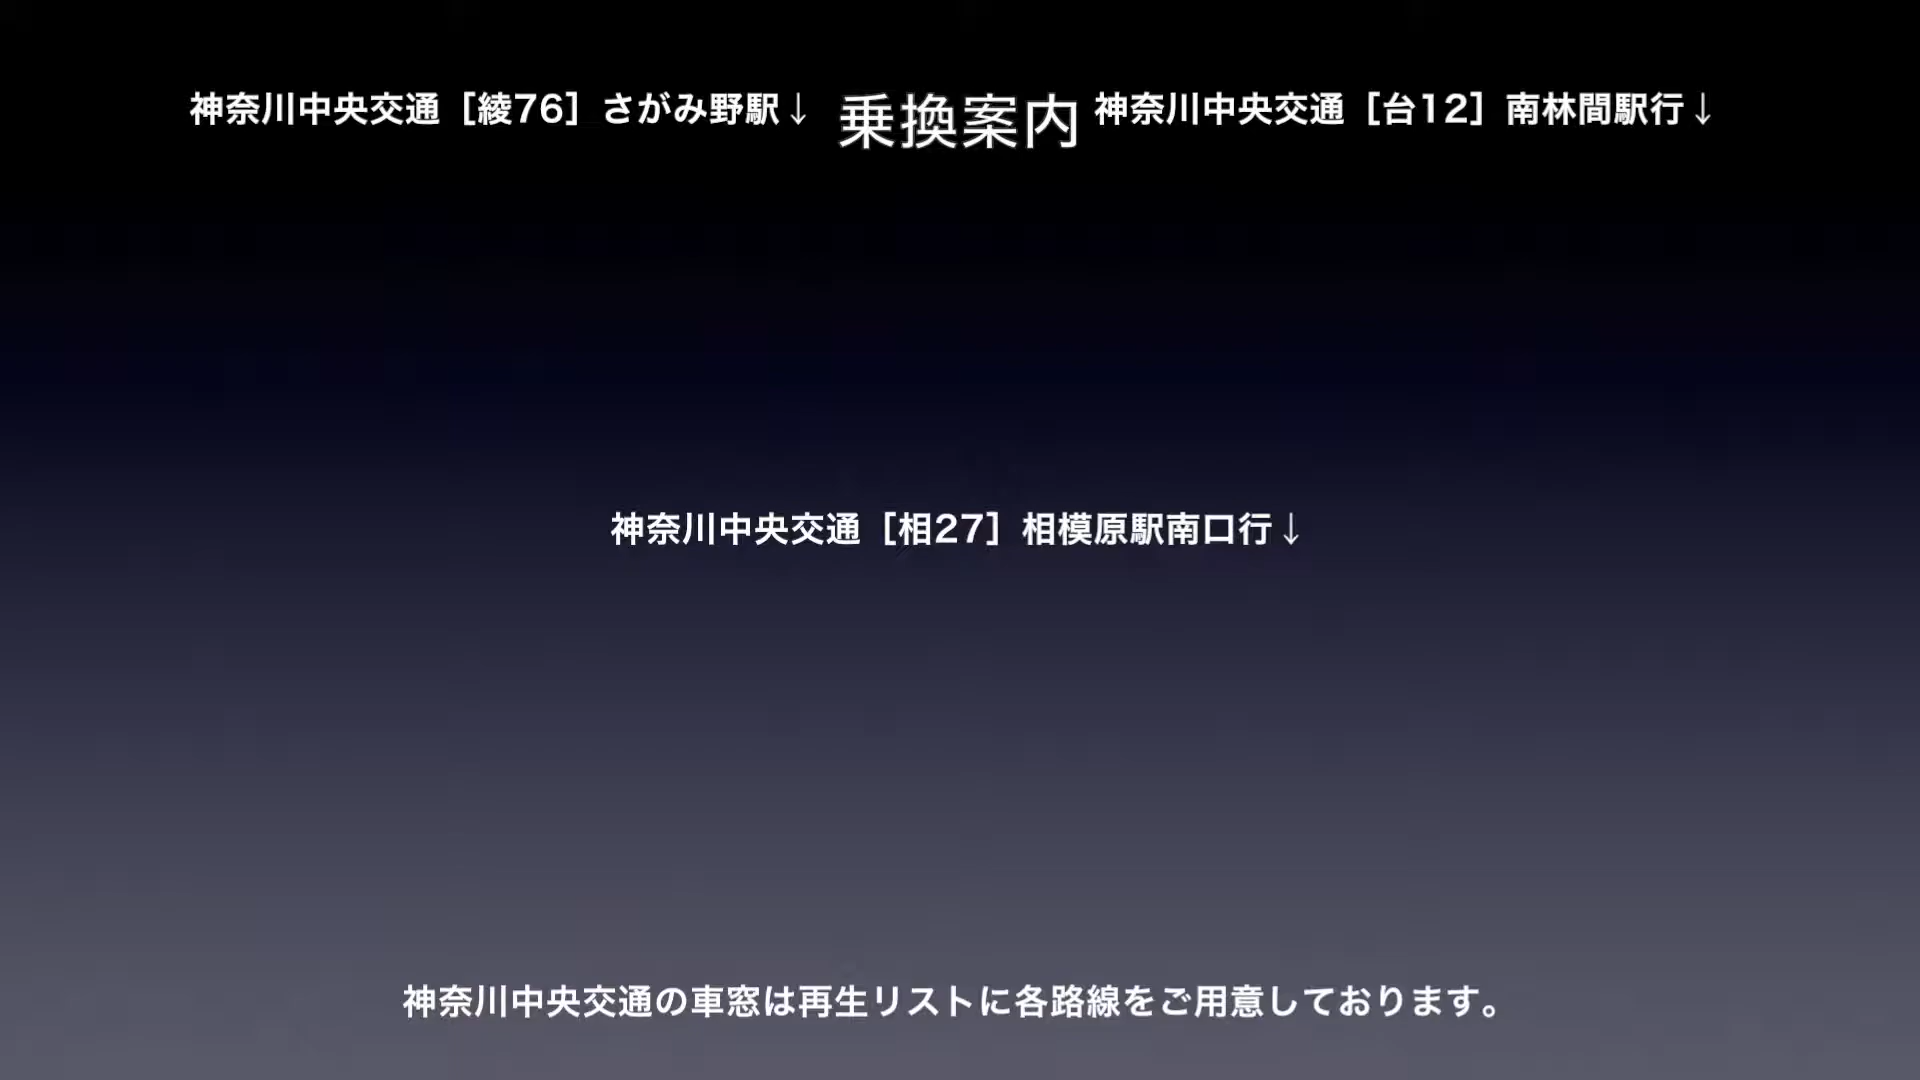 神奈川中央交通［綾76］さがみ野駅↓
乗換案内
神奈川中央交通［台12］南林間駅行↓
神奈川中央交通［相27］相模原駅南口行↓
神奈川中央交通の車窓は再生リストに各路線をご用意しております。